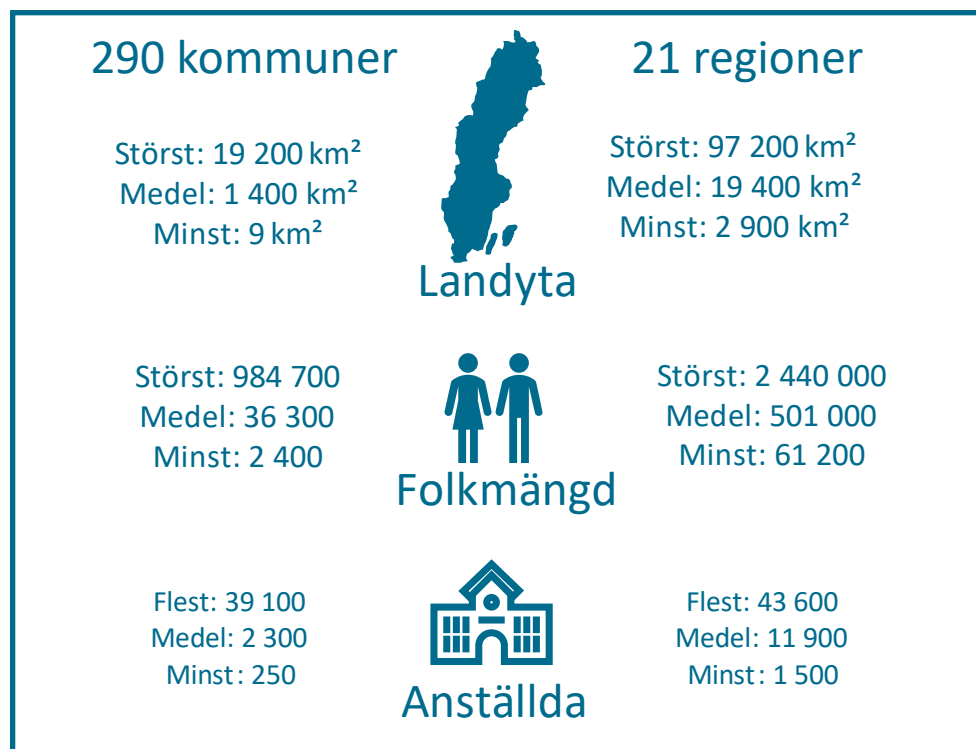 290 kommuner
21 regioner
Störst: 19 200 km²
Medel: 1 400 km²
Minst: 9 km²
Störst: 97 200 km²
Medel: 19 400 km²
Minst: 2 900 km²
Landyta
Störst: 984 700
Medel: 36 300
Minst: 2 400
Störst: 2 440 000
Medel: 501 000
Minst: 61 200
Folkmängd
Flest: 39 100
Medel: 2 300
Minst: 250
Flest: 43 600
Medel: 11 900
Minst: 1 500
Anställda